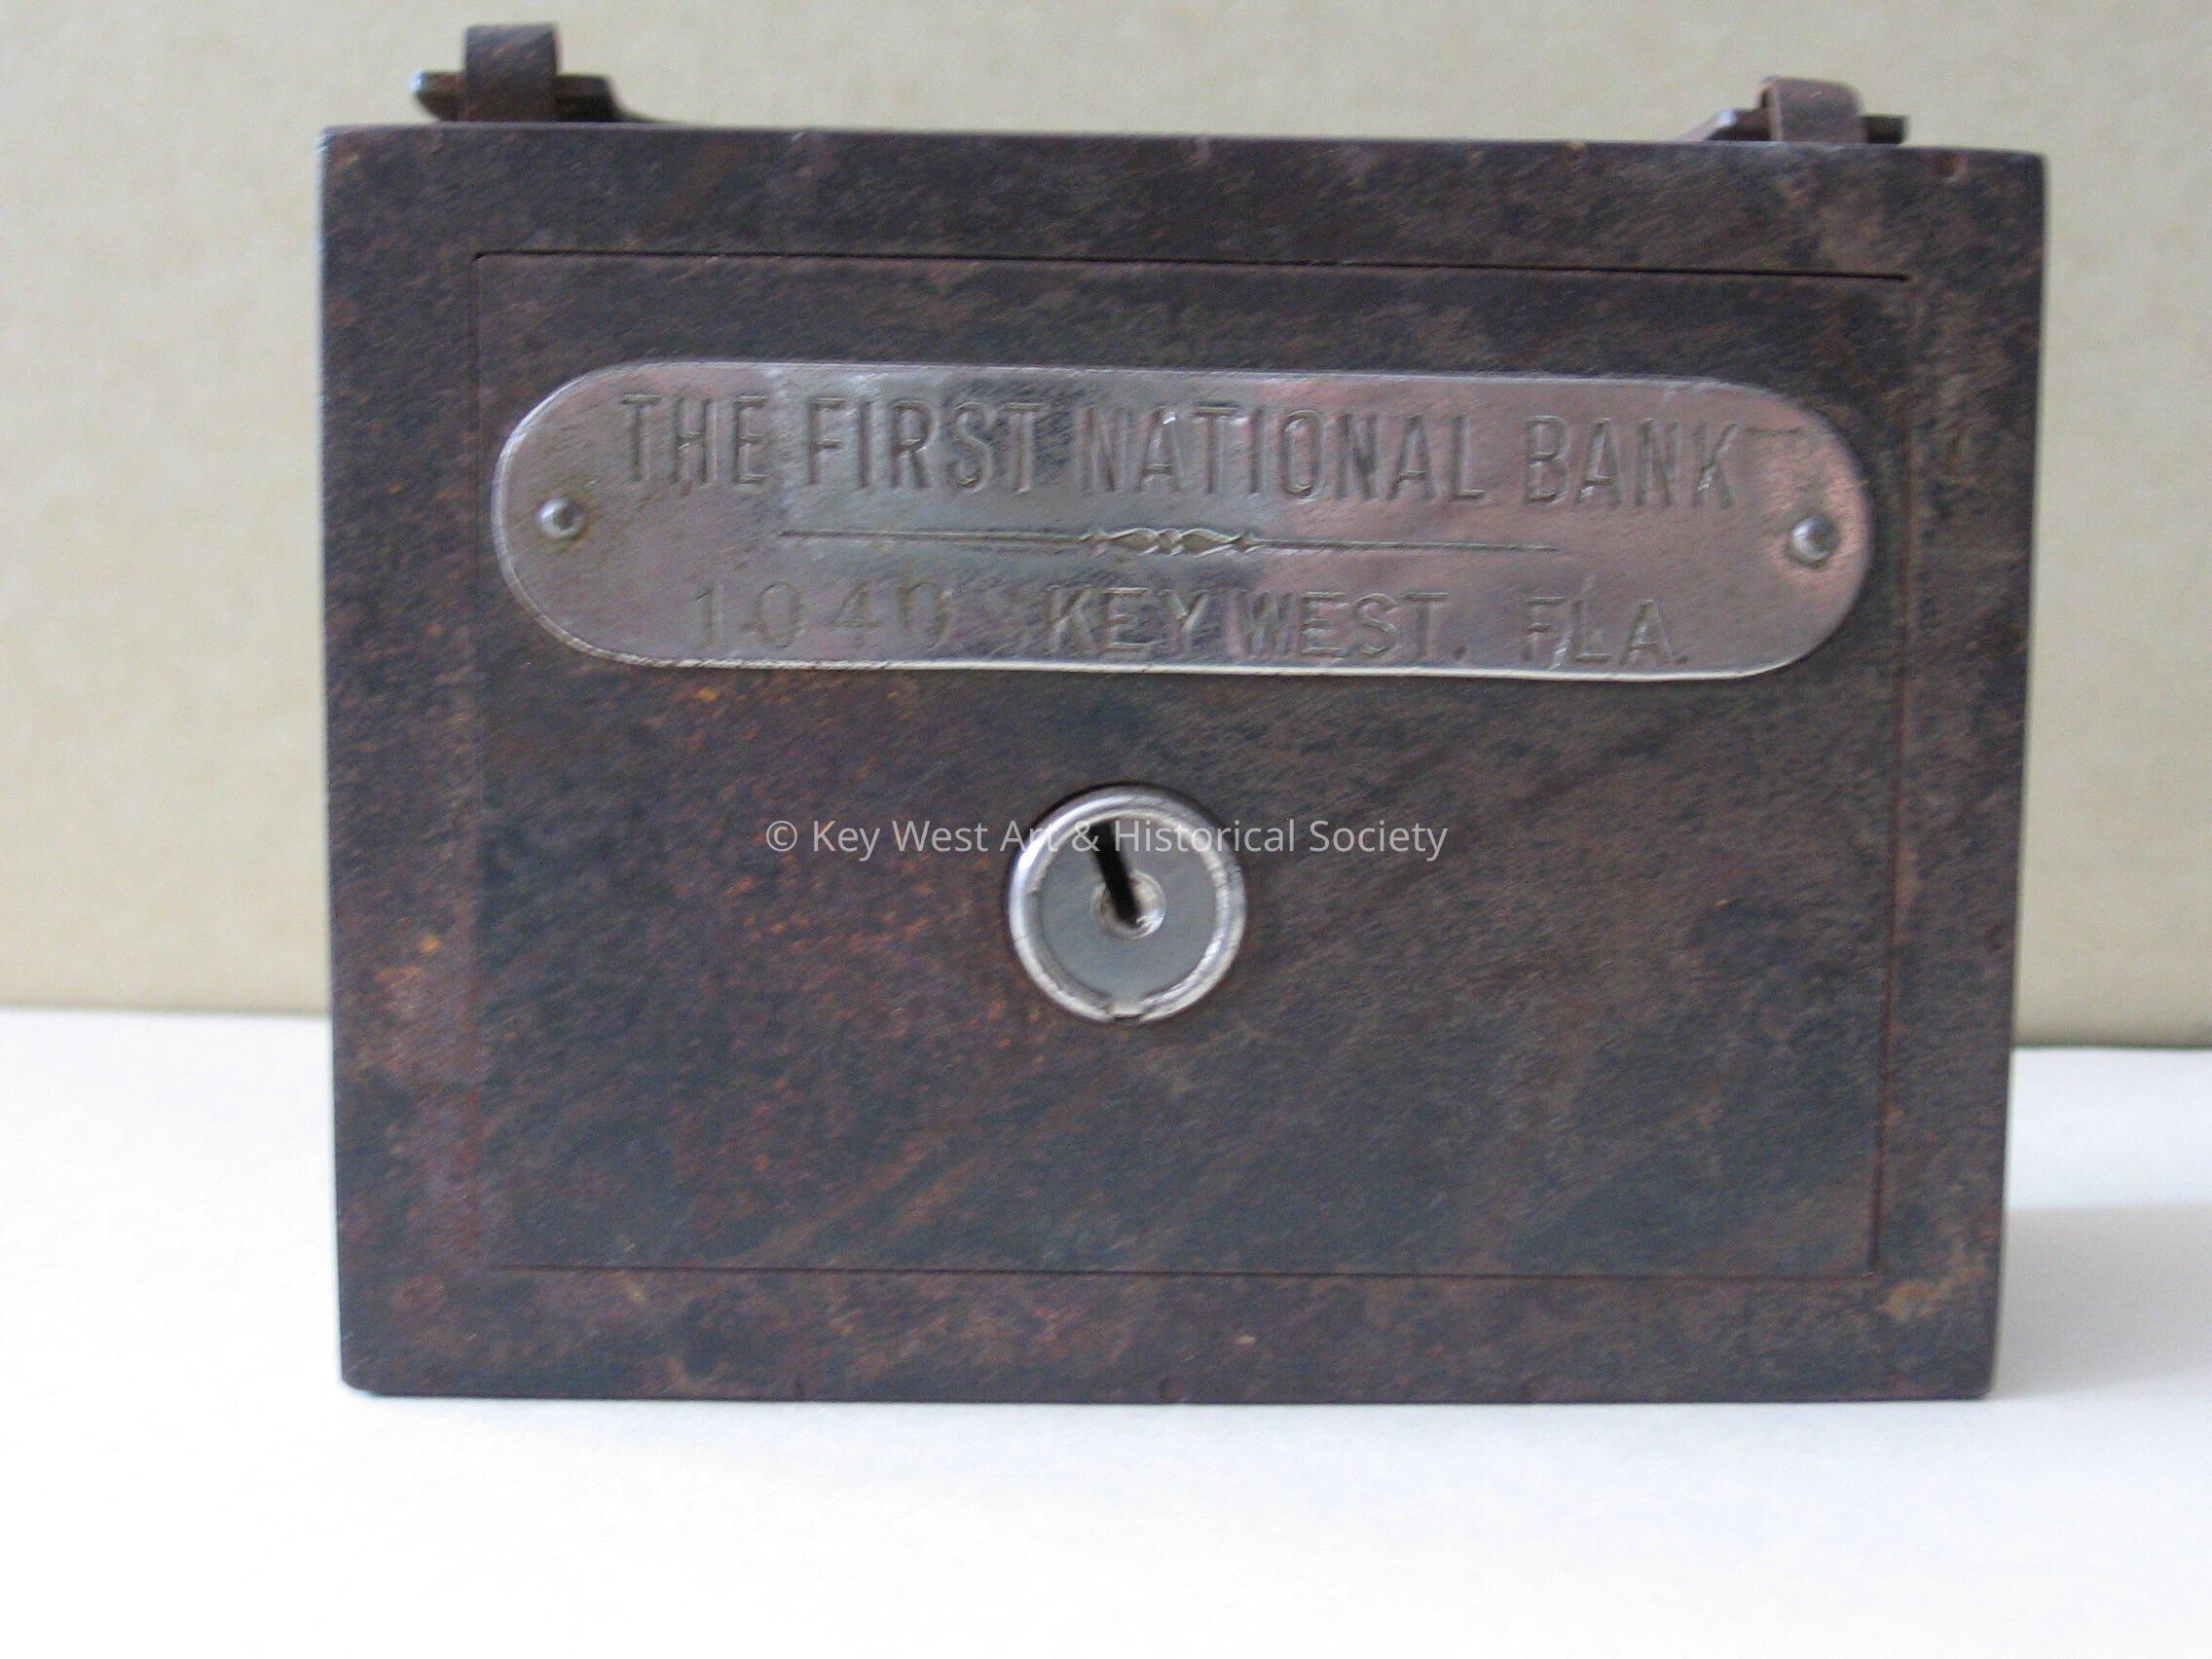 THE FIRST NATIONAL BANK
1040 KEY WEST. FLA.
© Key West Art & Historical Society